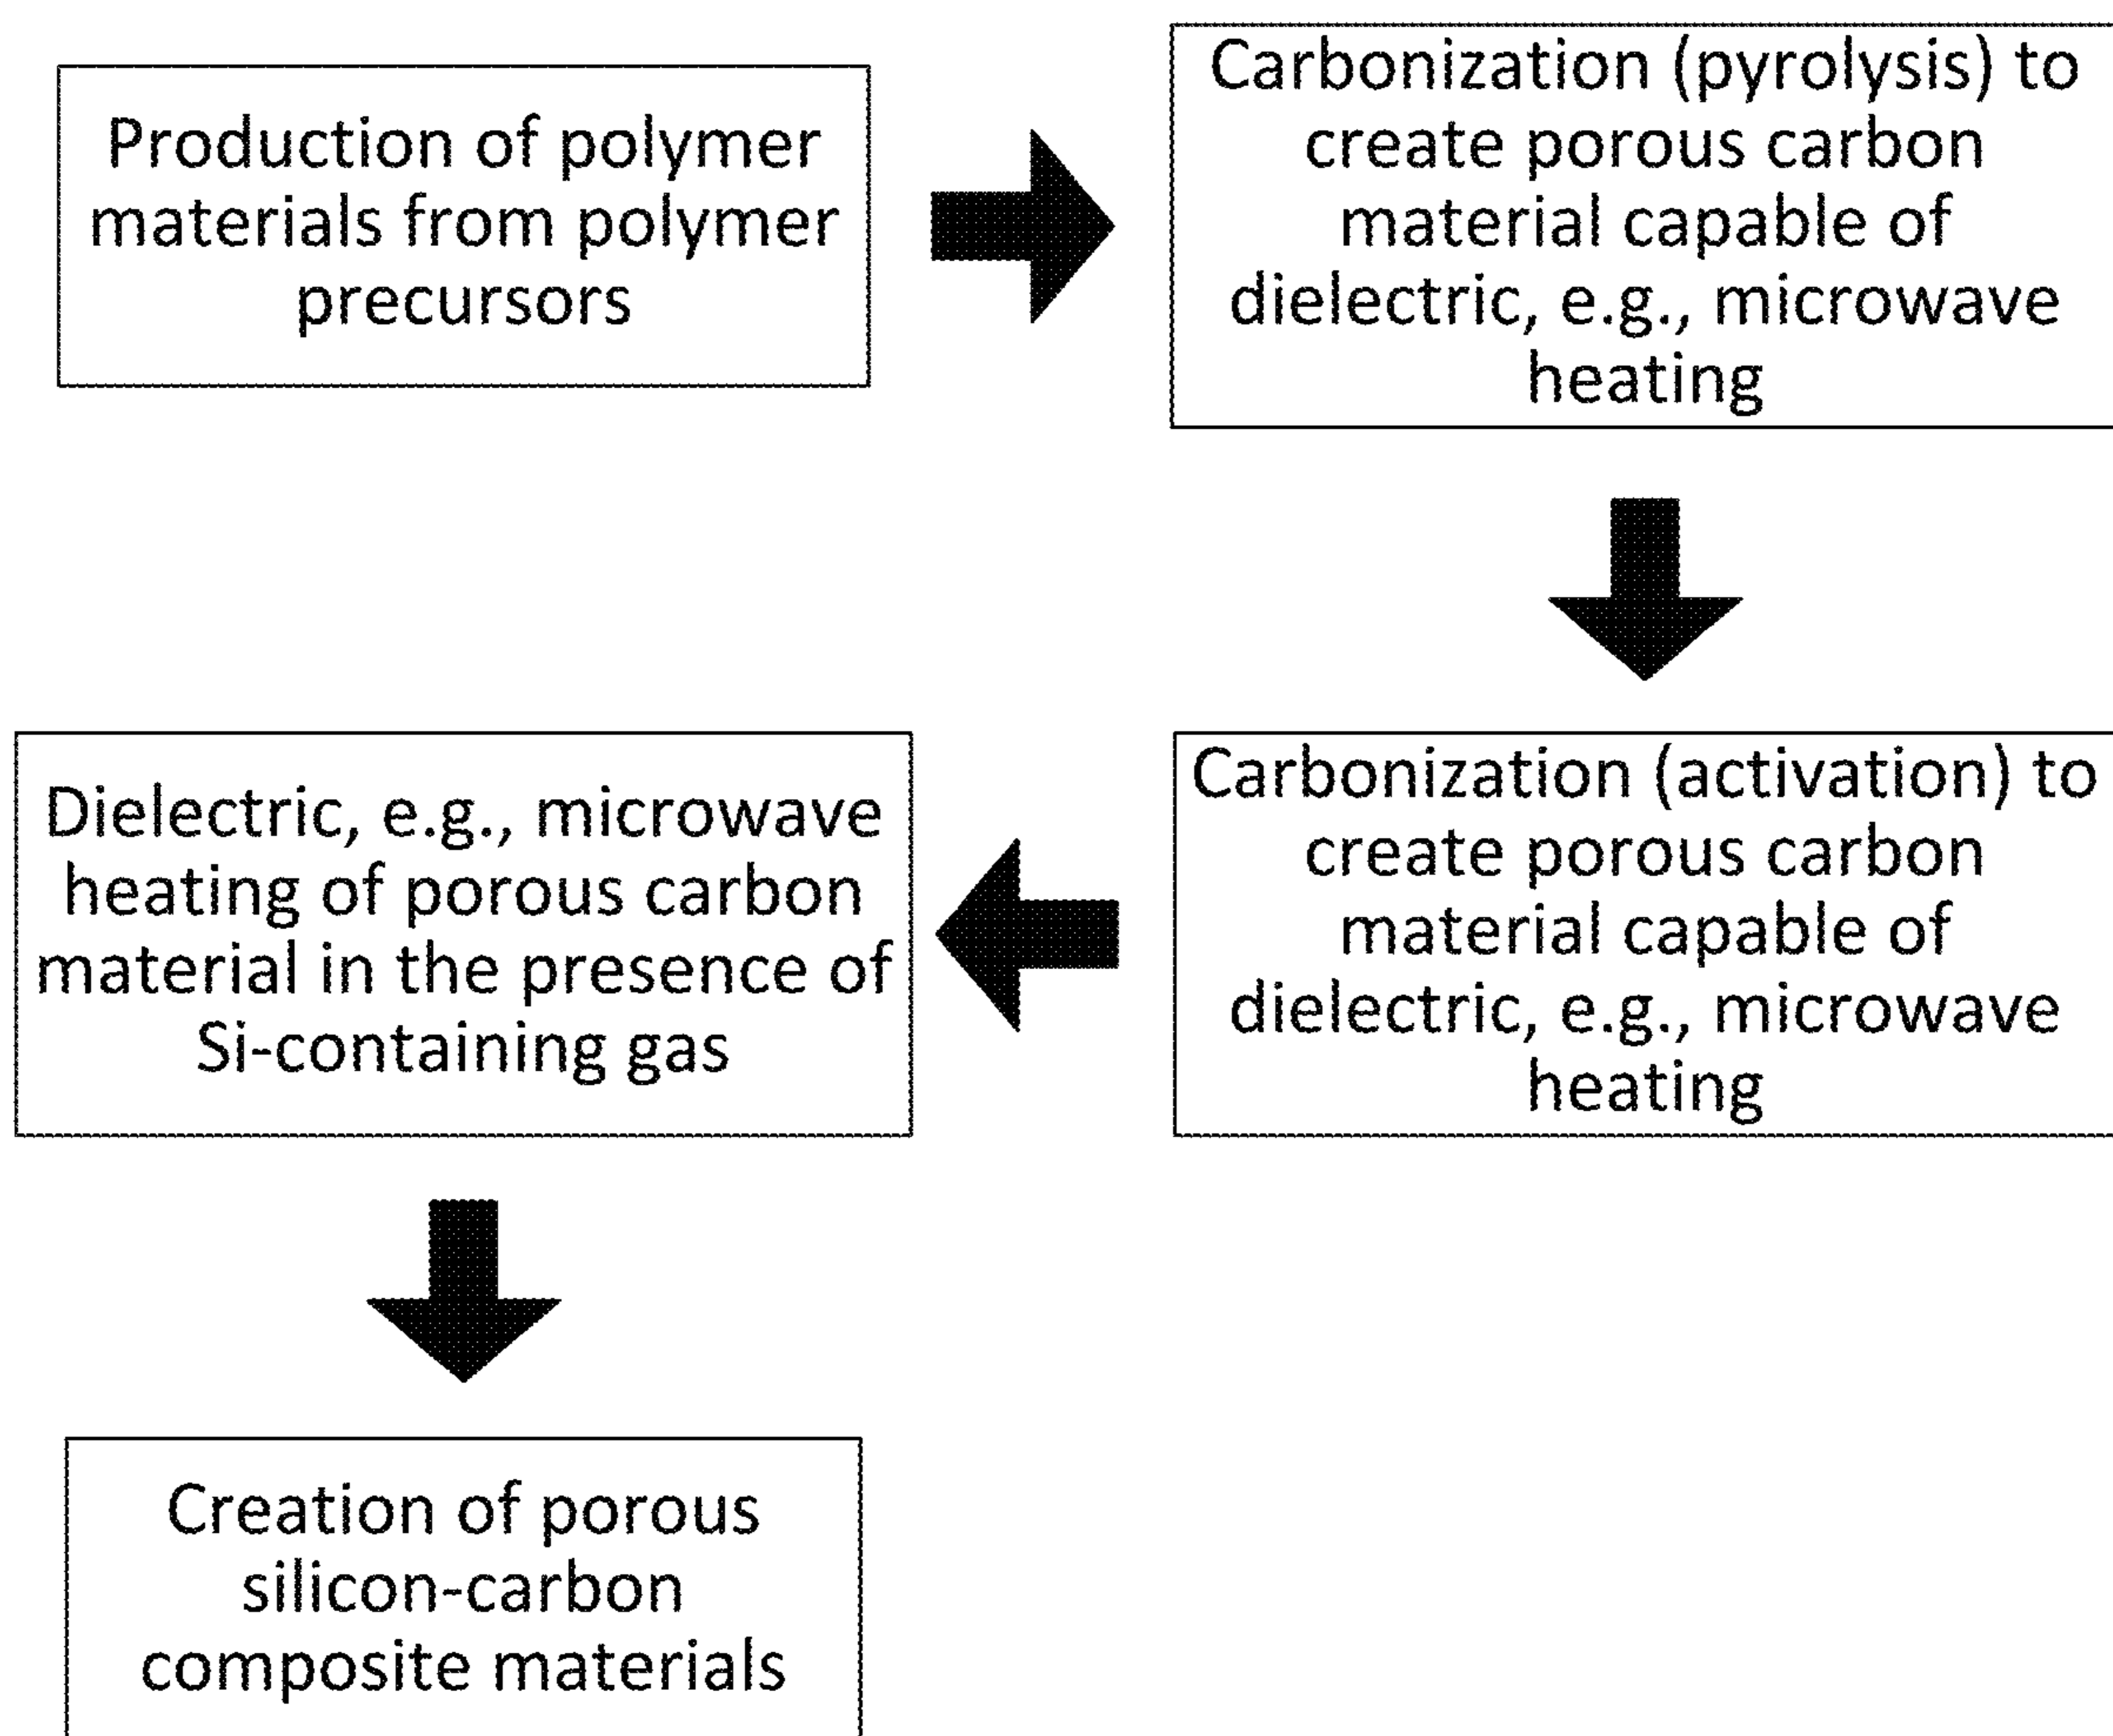 Production of polymer
materials from polymer
precursors
Carbonization (pyrolysis) to
create porous carbon
material capable of
dielectric, e.g., microwave
heating
Carbonization (activation) to
create porous carbon
material capable of
dielectric, e.g., microwave
heating
Dielectric, e.g., microwave
heating of porous carbon
material in the presence of
Si-containing gas
Creation of porous
silicon-carbon
composite materials